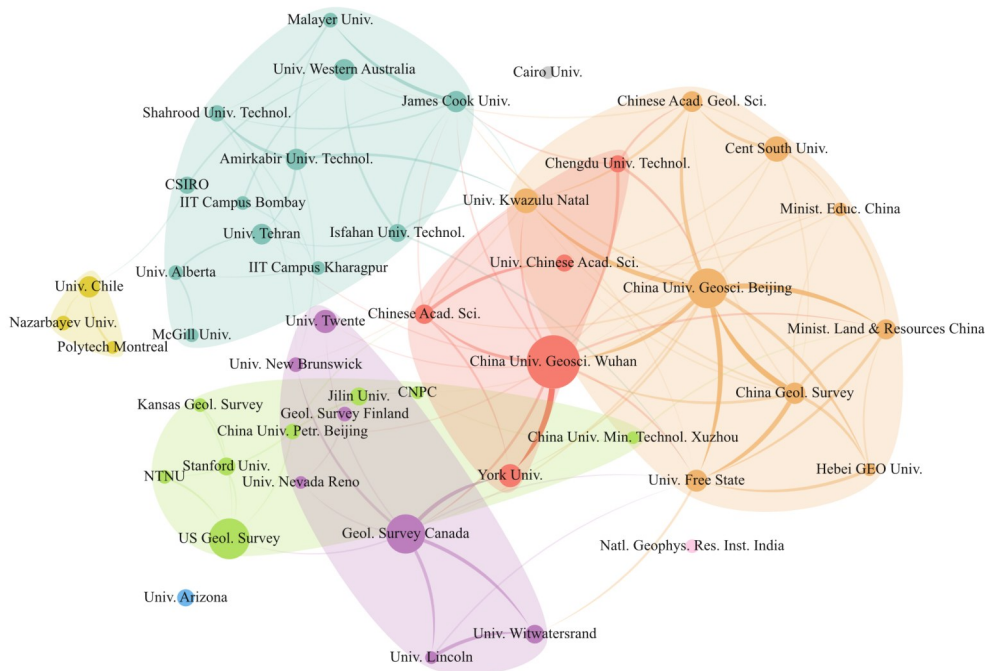 Malayer Univ.
Univ. Western Australia
Cairo Univ.
James Cook Univ.
Chinese Acad. Geol. Sci.
Shahrood Univ. Technol.
Cent South Univ.
Amirkabir Univ. Technol.
Chengdu Univ. Technol.
CSIRO
Univ. Kwazulu Natal
IIT Campus Bombay
Minist. Educ. China
Univ. Tehran
Isfahan Univ. Technol.
Univ. Chinese Acad. Sci.
Univ. Alberta
IIT Campus Kharagpur
Univ. Chile
China Univ. Geosci. Beijing
Chinese Acad. Sci.
Nazarbayev Univ.
Univ. Twente
McGill Univ.
Minist. Land & Resources China
Polytech Montreal
Univ. New Brunswick
China Univ. Geosci. Wuhan
Jilin Univ.
CNPC
China Geol. Survey
Kansas Geol. Survey
Geol. Survey Finland
China Univ. Petr. Beijing
China Univ. Min. Technol. Xuzhou
Stanford Univ.
Hebei GEO Univ.
NTNU
York Univ.
Univ. Nevada Reno
Univ. Free State
US Geol. Survey
Geol. Survey Canada
Natl. Geophys. Res. Inst. India
Univ. Arizona
Univ. Witwatersrand
Univ. Lincoln